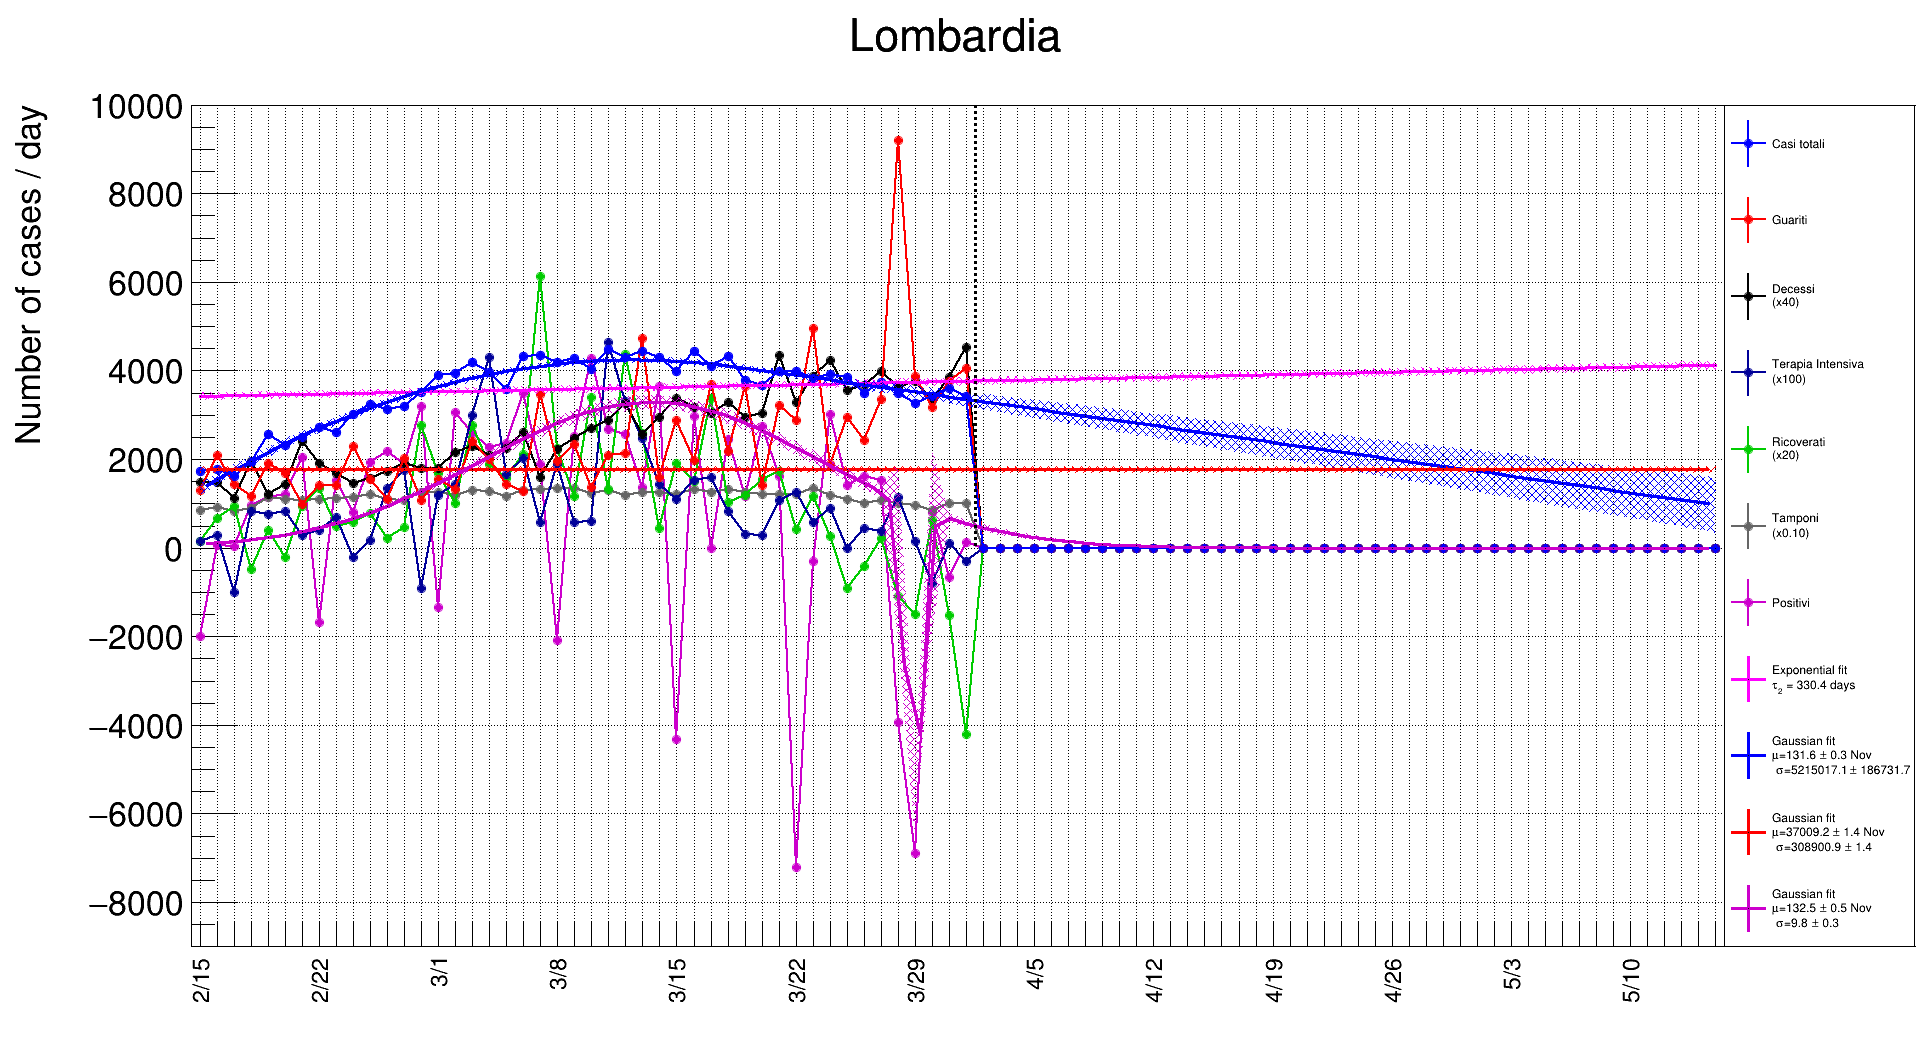 Lombardia
Number of cases / day
10000
8000
6000
4000
2000
0
−2000
−4000
−6000
−8000
2/15
2/22
3/1
3/8
3/15
3/22
3/29
4/5
4/12
4/19
4/26
5/3
5/10
Casi totali
Guariti
Decessi
(x40)
Terapia Intensiva
(x100)
Ricoverati
(x20)
Tamponi
(x0.10)
Positivi
Exponential fit
τ2 = 330.4 days
Gaussian fit
μ=131.6 ± 0.3 Nov
σ=5215017.1 ± 186731.7
Gaussian fit
μ=37009.2 ± 1.4 Nov
σ=308900.9 ± 1.4
Gaussian fit
μ=132.5 ± 0.5 Nov
σ=9.8 ± 0.3